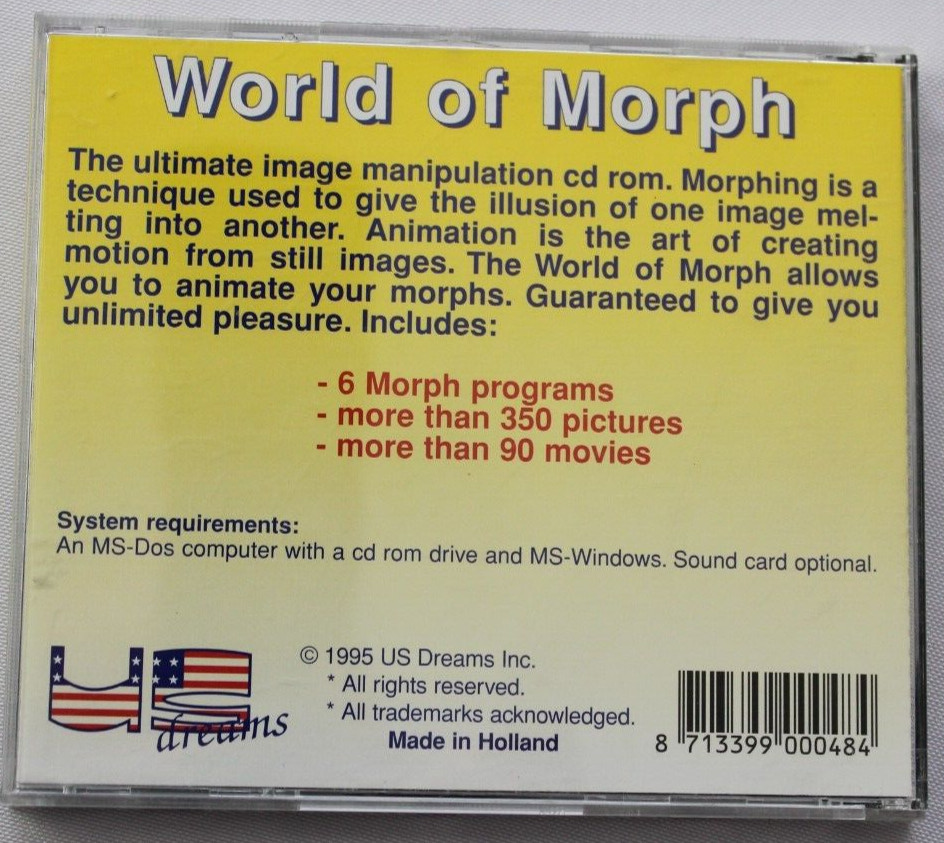 World of Morph
The ultimate image manipulation cd rom. Morphing is a
technique used to give the illusion of one image mel-
ting into another. Animation is the art of creating
motion from still images. The World of Morph allows
you to animate your morphs. Guaranteed to give you
unlimited pleasure. Includes:
- 6 Morph programs
- more than 350 pictures
- more than 90 movies
System requirements:
An MS-Dos computer with a cd rom drive and MS-Windows. Sound card optional.
US
dreams
© 1995 US Dreams Inc.
* All rights reserved.
* All trademarks acknowledged.
Made in Holland
8 713399 000484